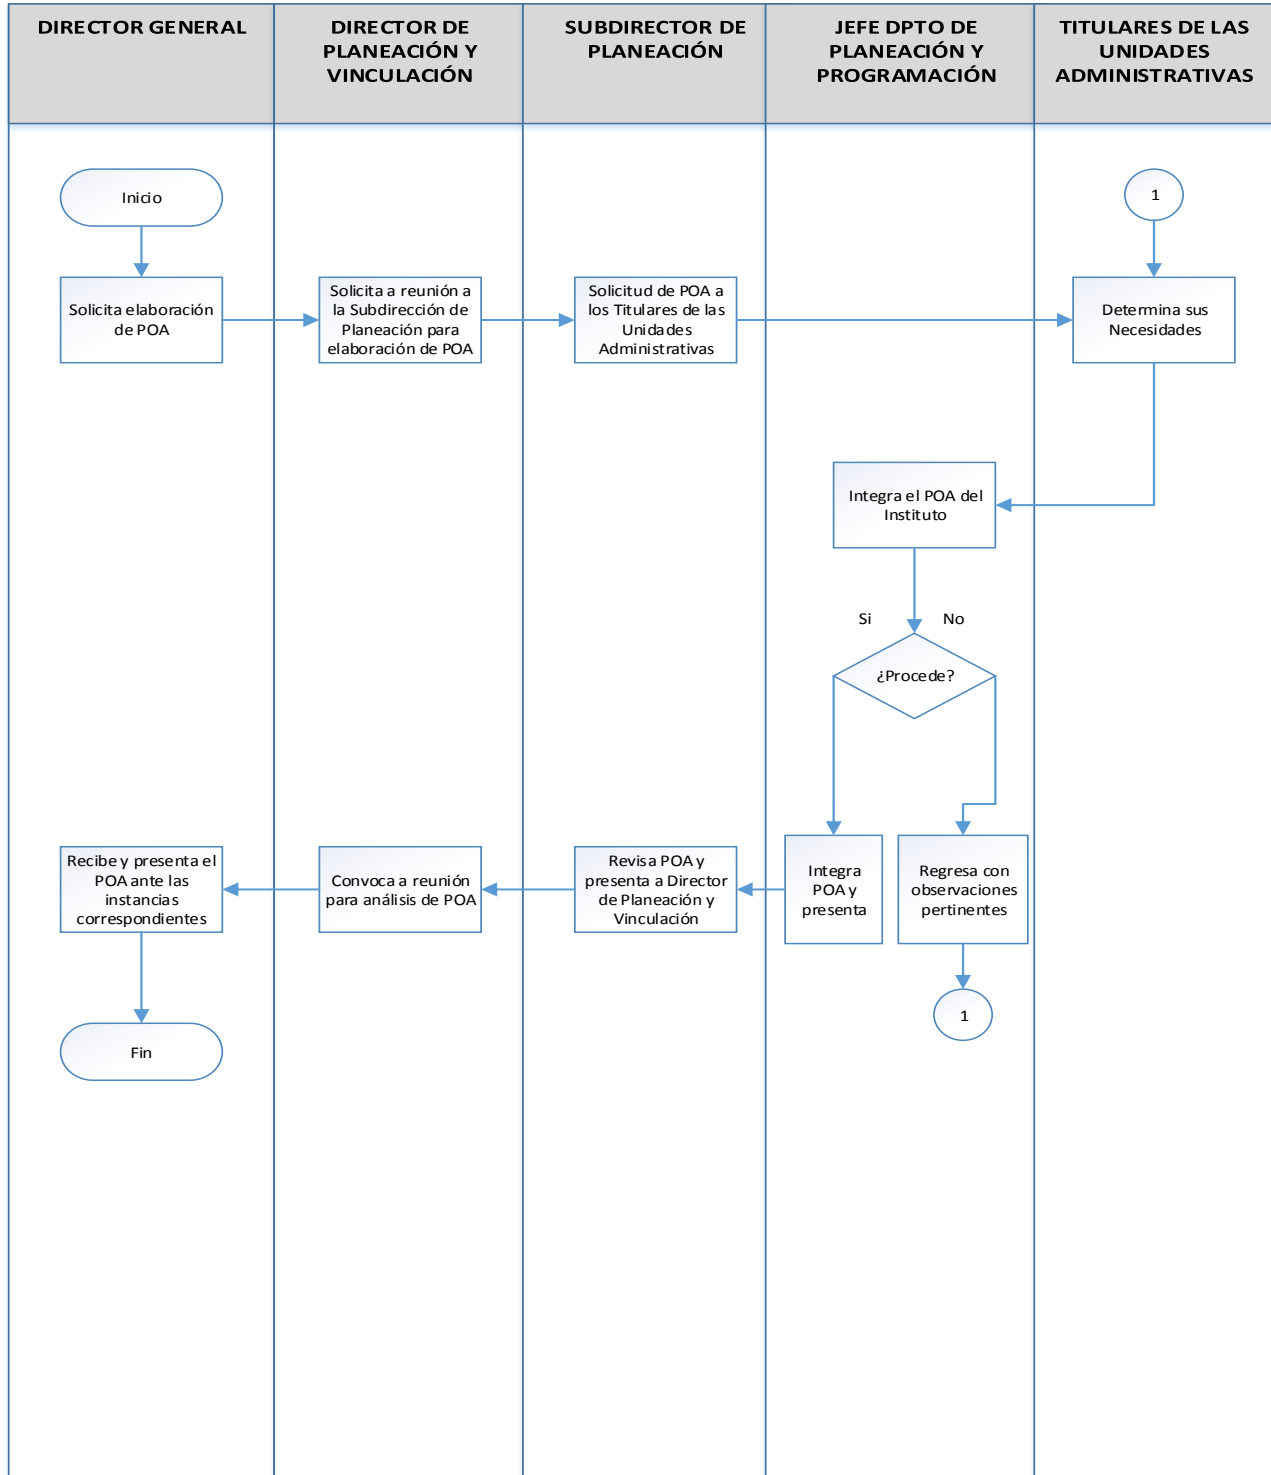 DIRECTOR GENERAL
DIRECTOR DE
PLANEACIÓN Y
VINCULACIÓN
SUBDIRECTOR DE
PLANEACIÓN
JEFE DPTO DE
PLANEACIÓN Y
PROGRAMACIÓN
TITULARES DE LAS
UNIDADES
ADMINISTRATIVAS
Inicio
1
Solicita elaboración
de POA
Solicita a reunión a
la Subdirección de
Planeación para
elaboración de POA
Solicitud de POA a
los Titulares de las
Unidades
Administrativas
Determina sus
Necesidades
Integra el POA del
Instituto
Si
No
¿Procede?
Recibe y presenta el
POA ante las
instancias
correspondientes
Convoca a reunión
para análisis de POA
Revisa POA y
presenta a Director
de Planeación y
Vinculación
Integra
POA y
presenta
Regresa con
observaciones
pertinentes
1
Fin